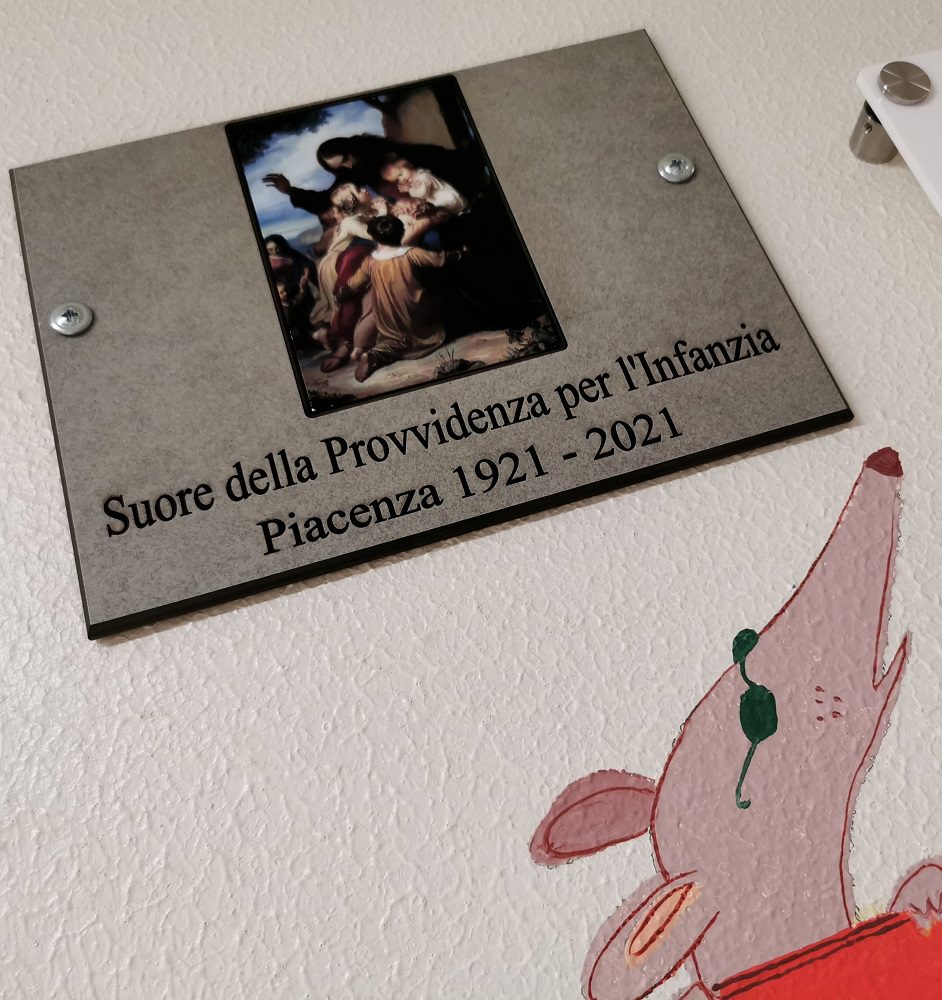 Suore della Provvidenza per l'Infanzia
Piacenza 1921 - 2021